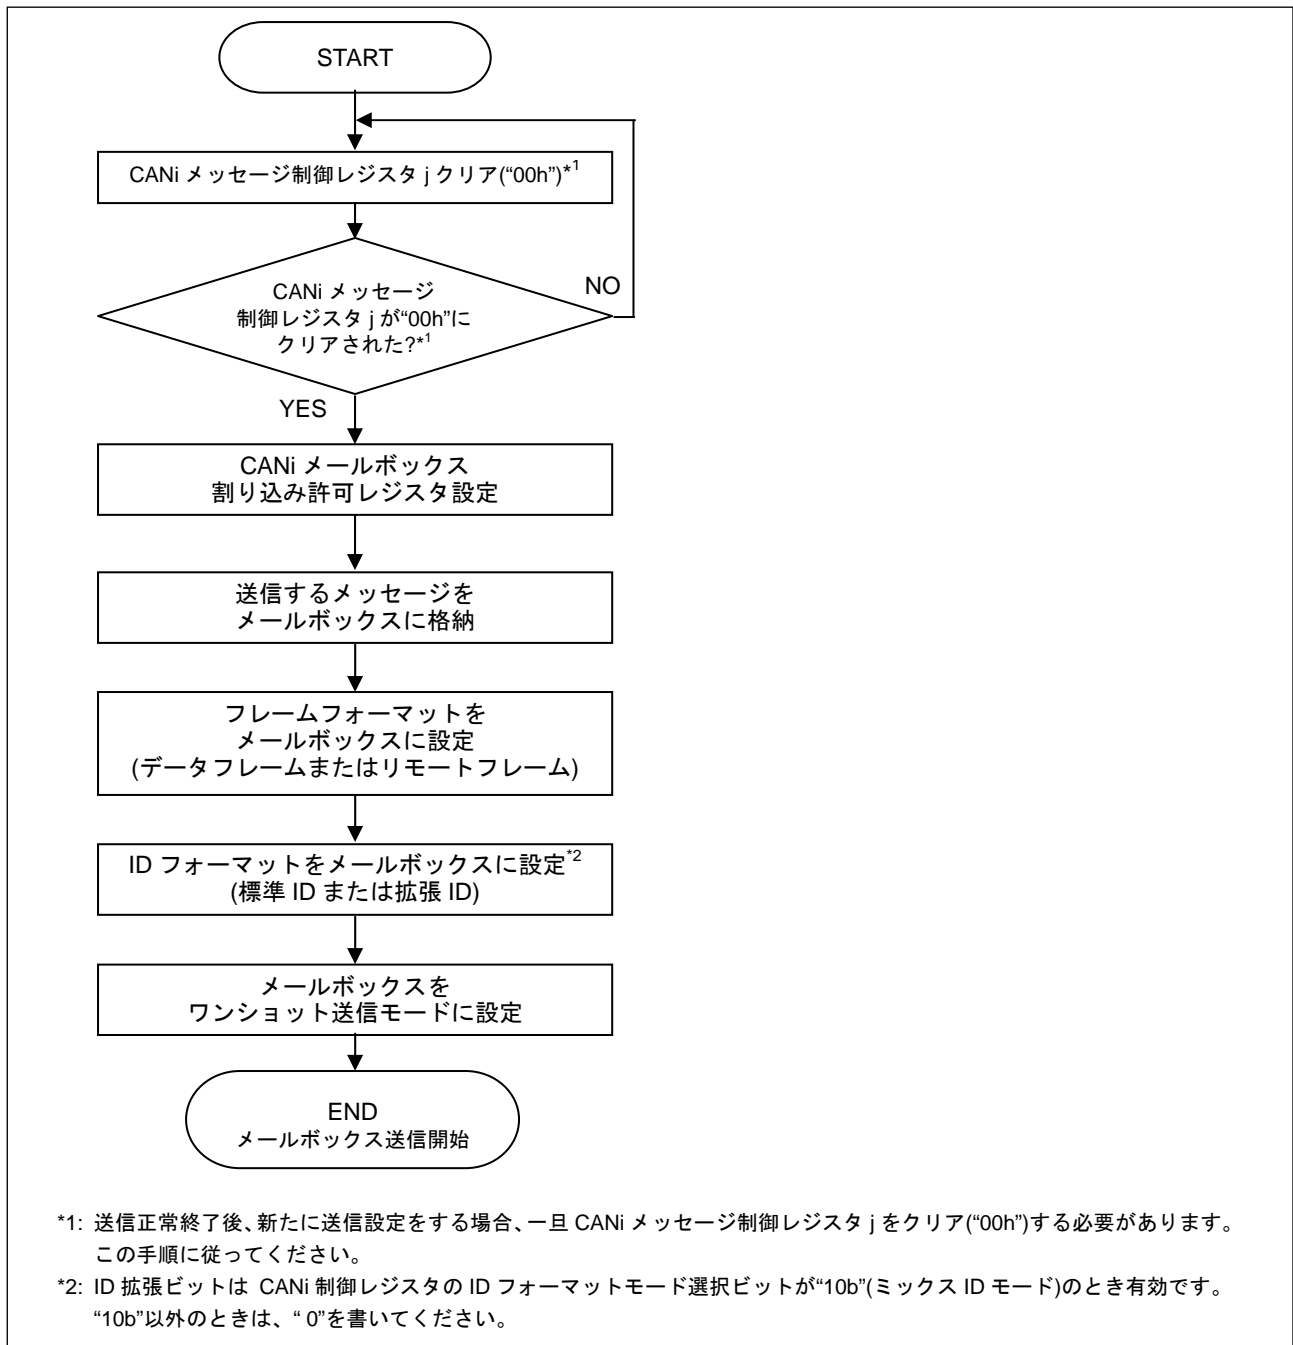 START
CANi メッセージ制御レジスタ j クリア(“00h”)*1
CANi メッセージ
制御レジスタ j が“00h”に
クリアされた?*1
NO
YES
CANi メールボックス
割り込み許可レジスタ設定
送信するメッセージを
メールボックスに格納
フレームフォーマットを
メールボックスに設定
(データフレームまたはリモートフレーム)
ID フォーマットをメールボックスに設定*2
(標準 ID または拡張 ID)
メールボックスを
ワンショット送信モードに設定
END
メールボックス送信開始
*1: 送信正常終了後、新たに送信設定をする場合、一旦 CANi メッセージ制御レジスタ j をクリア(“00h”)する必要があります。
この手順に従ってください。
*2: ID 拡張ビットは CANi 制御レジスタの ID フォーマットモード選択ビットが“10b”(ミックス ID モード)のとき有効です。
“10b”以外のときは、“ 0”を書いてください。